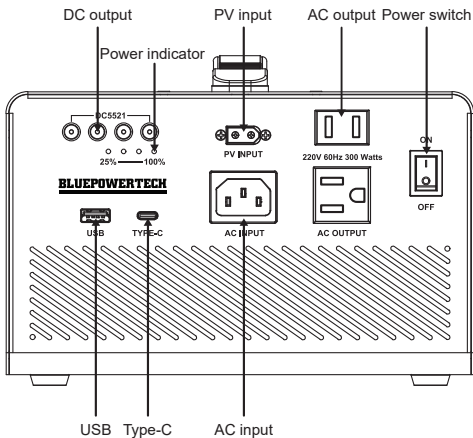 DC output
PV input
AC output
Power switch
Power indicator
DC5521
25%
100%
PV INPUT
220V 60Hz 300 Watts
ON
OFF
BLUEPOWERTECH
USB
TYPE-C
AC INPUT
AC OUTPUT
USB
Type-C
AC input